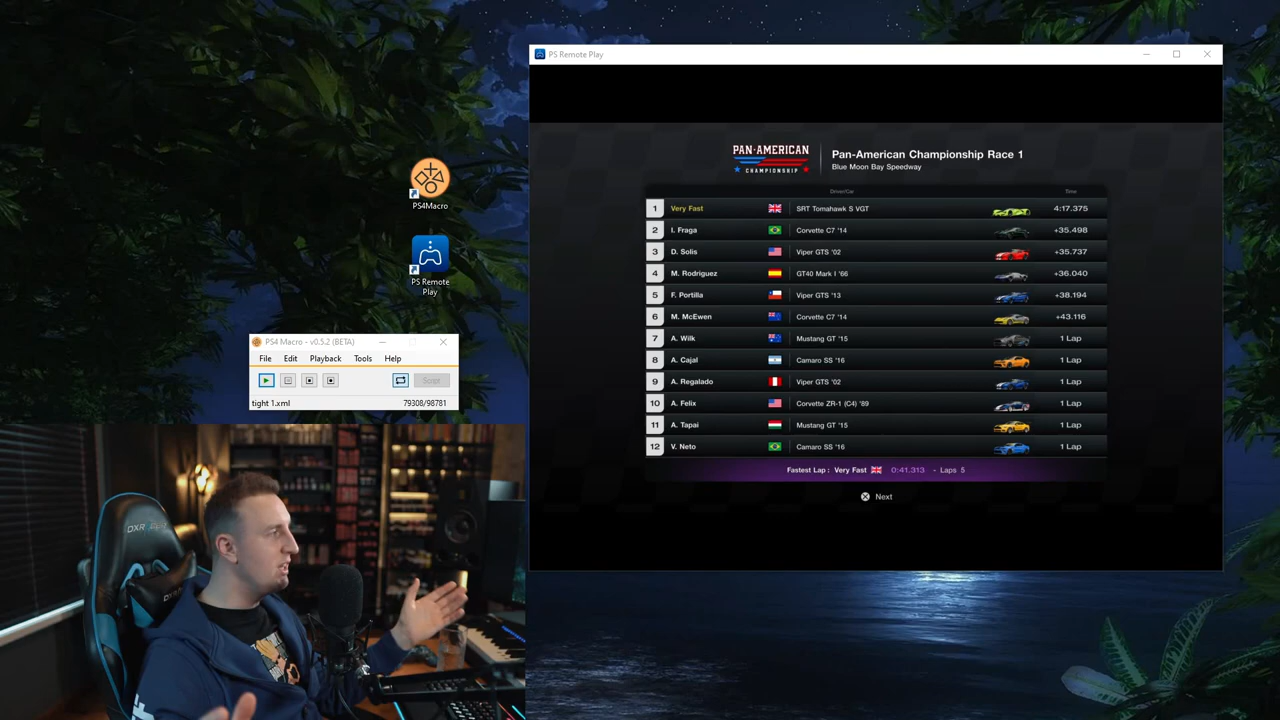 PS Remote Play
PS4Macro
PS Remote
Play
PS4 Macro - v0.5.2 (BETA)
File Edit Playback Tools Help
Script
tight 1.xml 79308/98781
PAN-AMERICAN
CHAMPIONSHIP
Pan-American Championship Race 1
Blue Moon Bay Speedway
Driver/Car Time
1 Very Fast SRT Tomahawk S VGT 4:17.375
2 I. Fraga Corvette C7 '14 +35.498
3 D. Solis Viper GTS '02 +35.737
4 M. Rodriguez GT40 Mark I '66 +36.040
5 F. Portilla Viper GTS '13 +38.194
6 M. McEwen Corvette C7 '14 +43.116
7 A. Wilk Mustang GT '15 1 Lap
8 A. Cajal Camaro SS '16 1 Lap
9 A. Regalado Viper GTS '02 1 Lap
10 A. Felix Corvette ZR-1 (C4) '89 1 Lap
11 A. Tapai Mustang GT '15 1 Lap
12 V. Neto Camaro SS '16 1 Lap
Fastest Lap : Very Fast 0:41.313 - Laps 5
Next